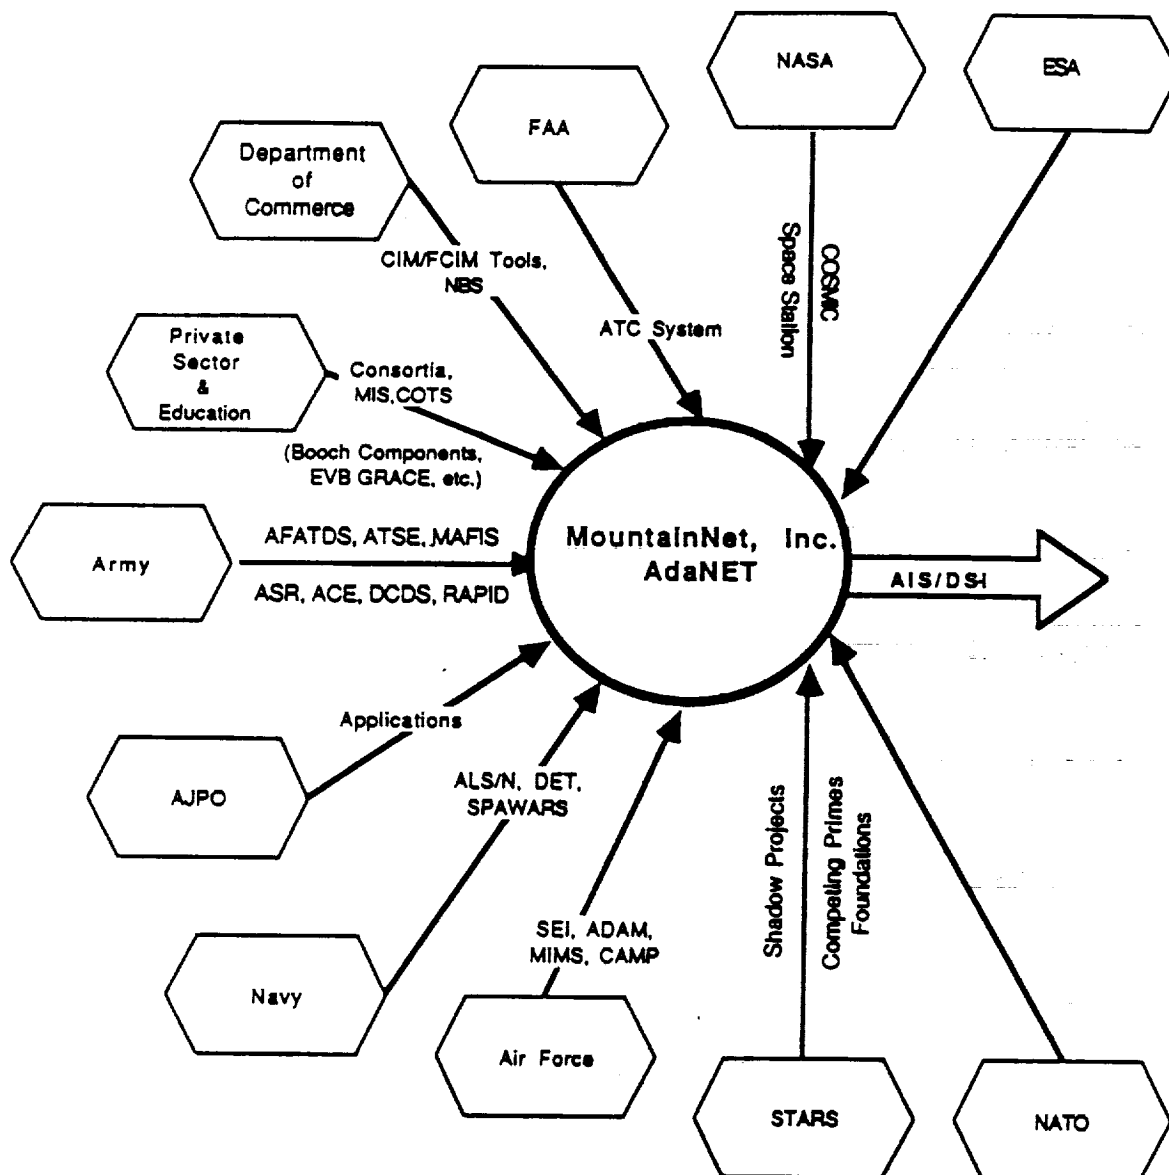 NASA
ESA
FAA
Department
of
Commerce
CIM/FCIM Tools,
NBS
ATC System
COSMIC
Space Station
Private
Sector
&
Education
Consortia,
MIS,COTS
(Booch Components,
EVB GRACE, etc.)
Army
AFATDS, ATSE, MAFIS
ASR, ACE, DCDS, RAPID
MountainNet, Inc.
AdaNET
AIS/DSI
AJPO
Applications
Navy
ALS/N, DET,
SPAWARS
Air Force
SEI, ADAM,
MIMS, CAMP
STARS
Shadow Projects
Competing Primes
Foundations
NATO